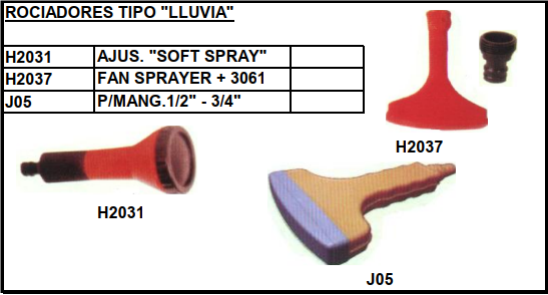 ROCIADORES TIPO "LLUVIA"
H2031 AJUS. "SOFT SPRAY"
H2037 FAN SPRAYER + 3061
J05 P/MANG.1/2" - 3/4"
H2037
H2031
J05